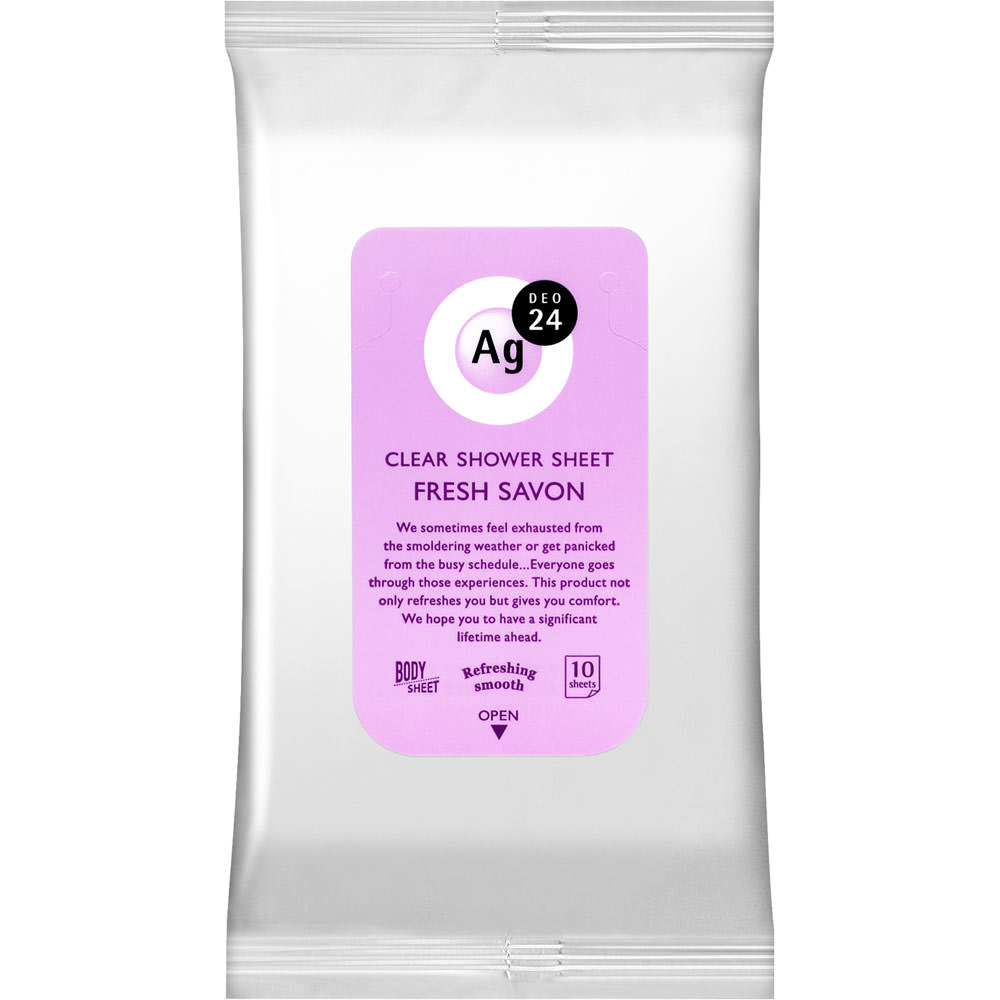 DEO
24
Ag
CLEAR SHOWER SHEET
FRESH SAVON
We sometimes feel exhausted from
the smoldering weather or get panicked
from the busy schedule...Everyone goes
through those experiences. This product not
only refreshes you but gives you comfort.
We hope you to have a significant
lifetime ahead.
BODY
SHEET
Refreshing
smooth
10
sheets
OPEN